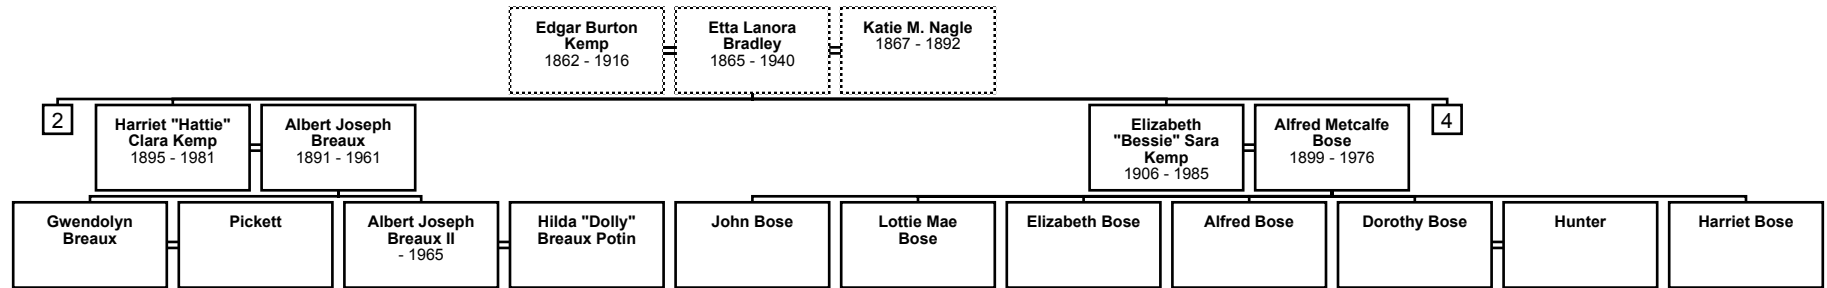 Edgar Burton
Kemp
1862 - 1916
Etta Lanora
Bradley
1865 - 1940
Katie M. Nagle
1867 - 1892
2
Harriet "Hattie"
Clara Kemp
1895 - 1981
Albert Joseph
Breaux
1891 - 1961
Elizabeth
"Bessie" Sara
Kemp
1906 - 1985
Alfred Metcalfe
Bose
1899 - 1976
4
Gwendolyn
Breaux
Pickett
Albert Joseph
Breaux II
- 1965
Hilda "Dolly"
Breaux Potin
John Bose
Lottie Mae
Bose
Elizabeth Bose
Alfred Bose
Dorothy Bose
Hunter
Harriet Bose